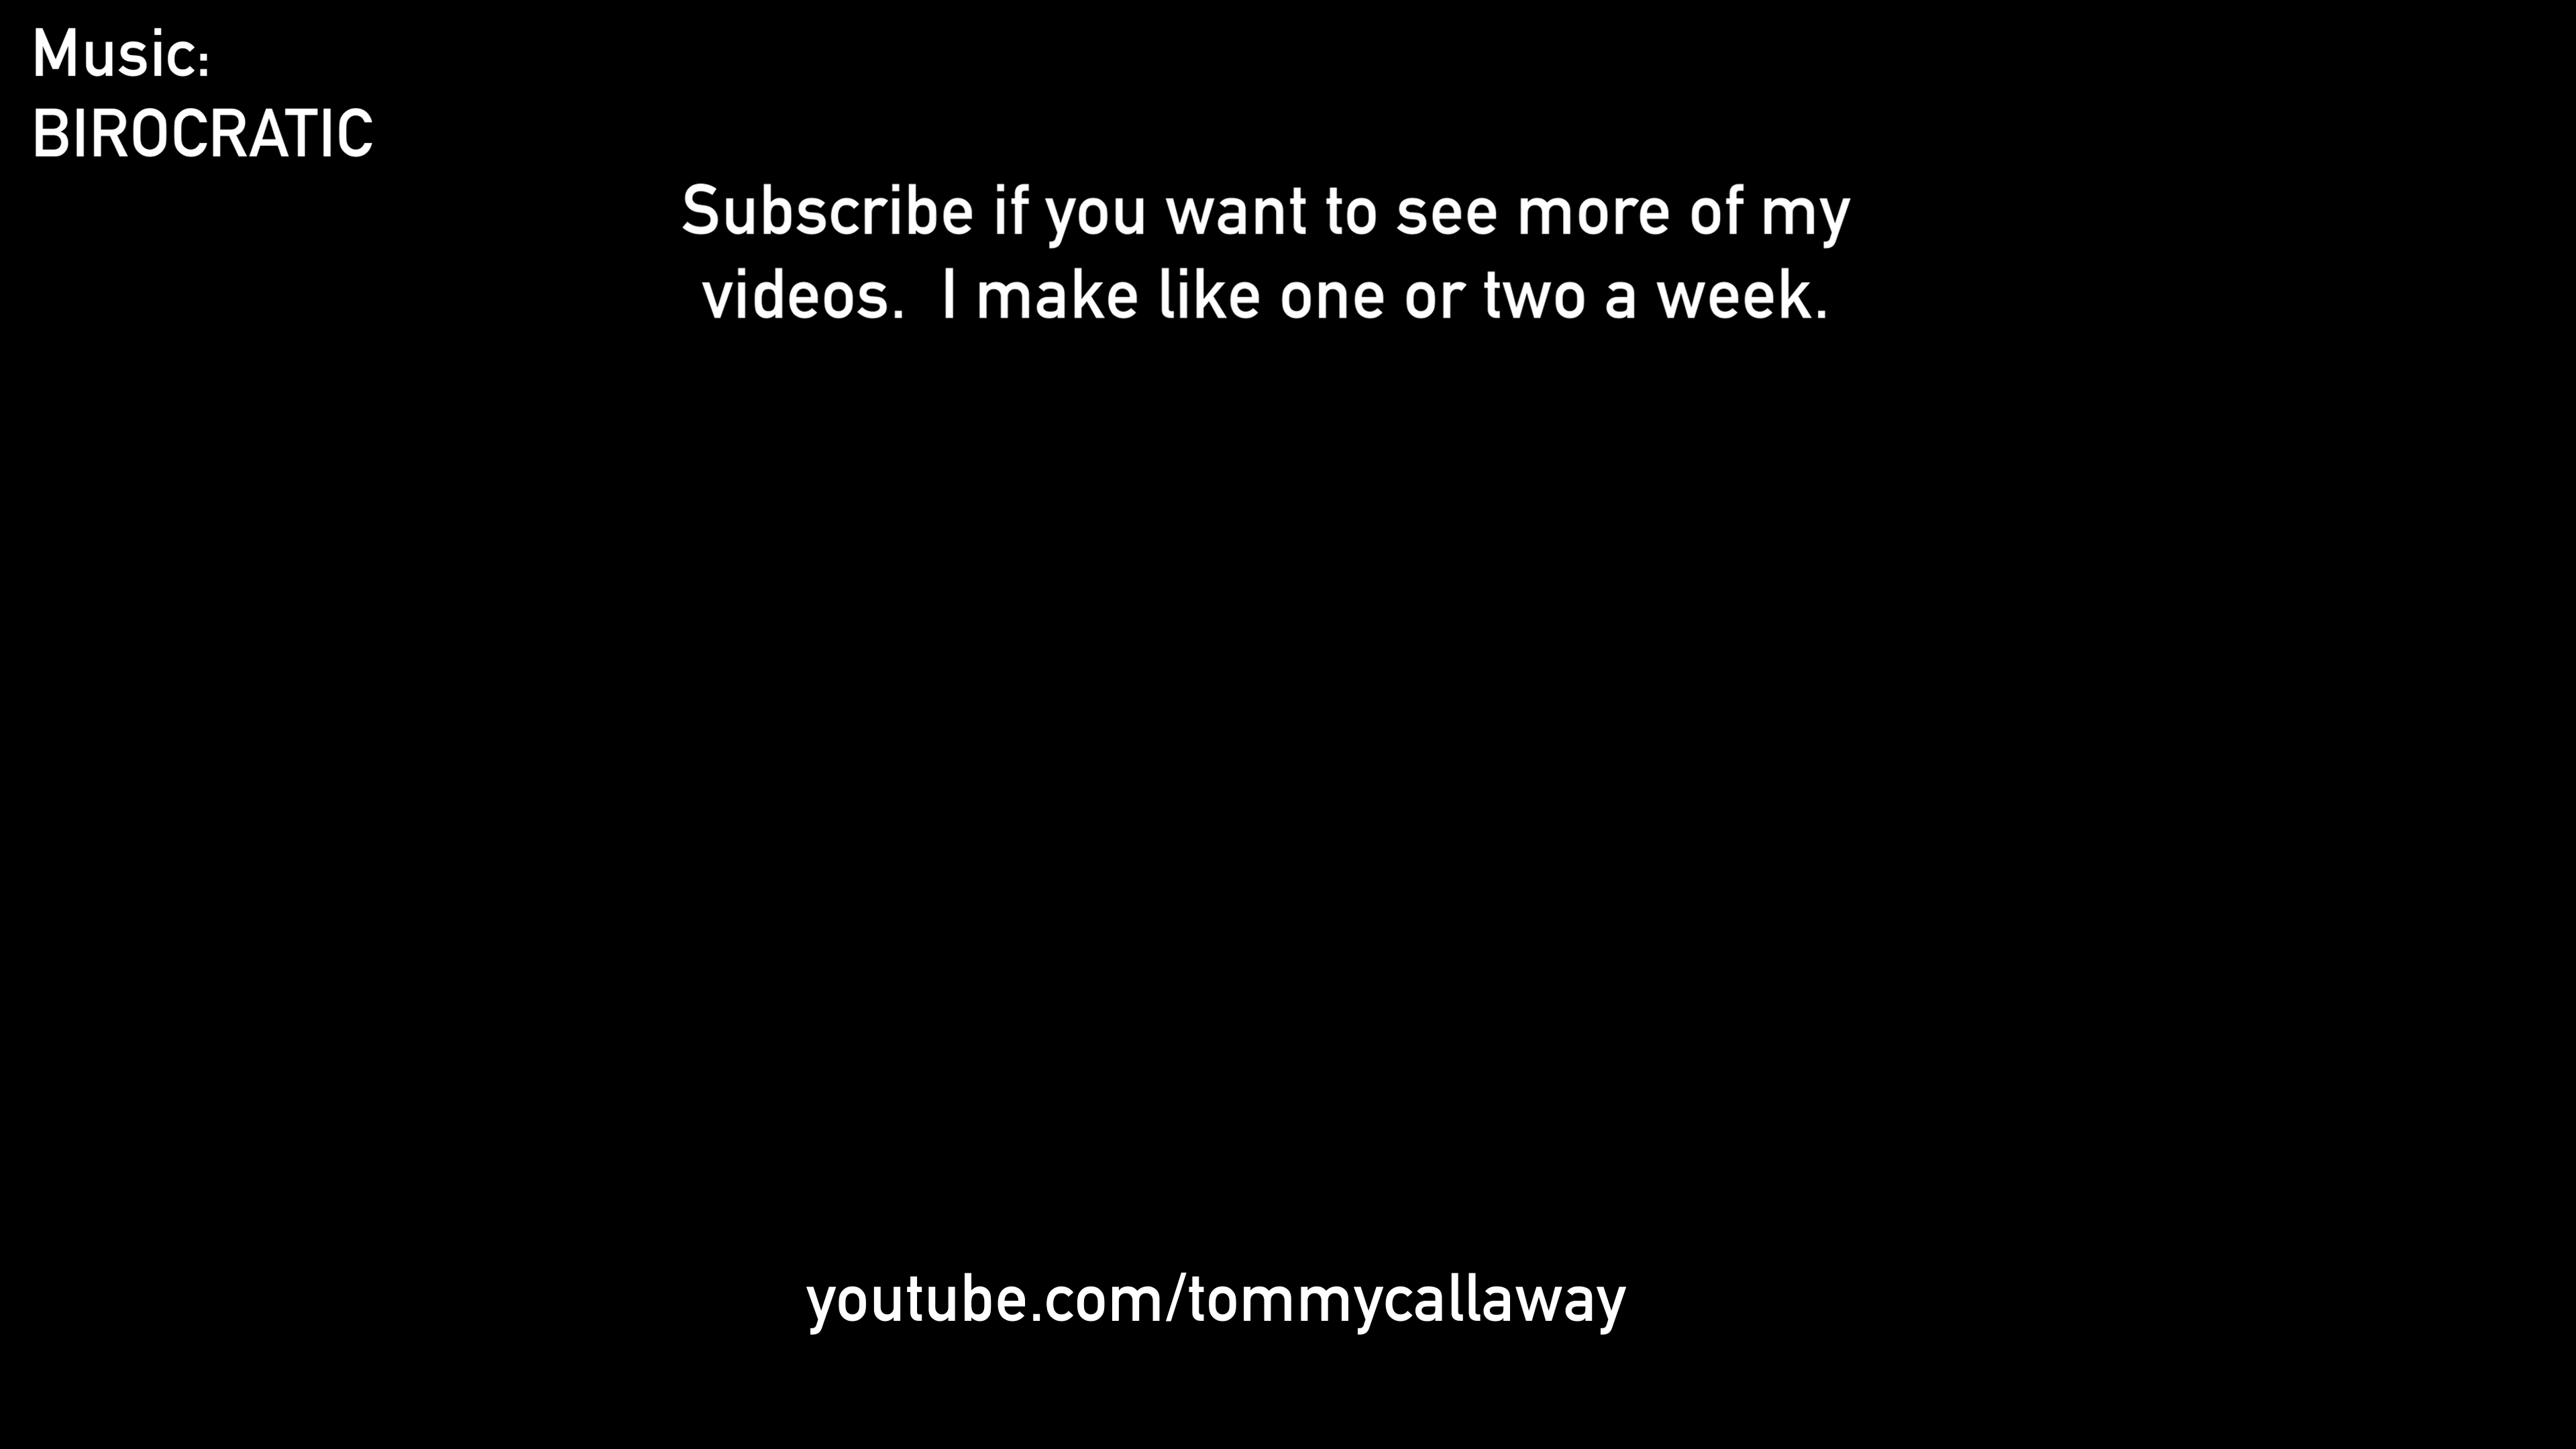 Music:
BIROCRATIC
Subscribe if you want to see more of my
videos.  I make like one or two a week.
youtube.com/tommycallaway